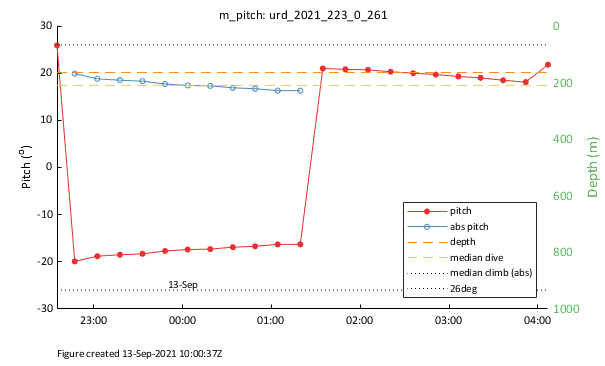 m_pitch: urd_2021_223_0_261
30
20
10
0
-10
-20
-30
Pitch (°)
0
200
400
600
800
1000
Depth (m)
13-Sep
pitch
abs pitch
depth
median dive
median climb (abs)
26deg
23:00
00:00
01:00
02:00
03:00
04:00
Figure created 13-Sep-2021 10:00:37Z